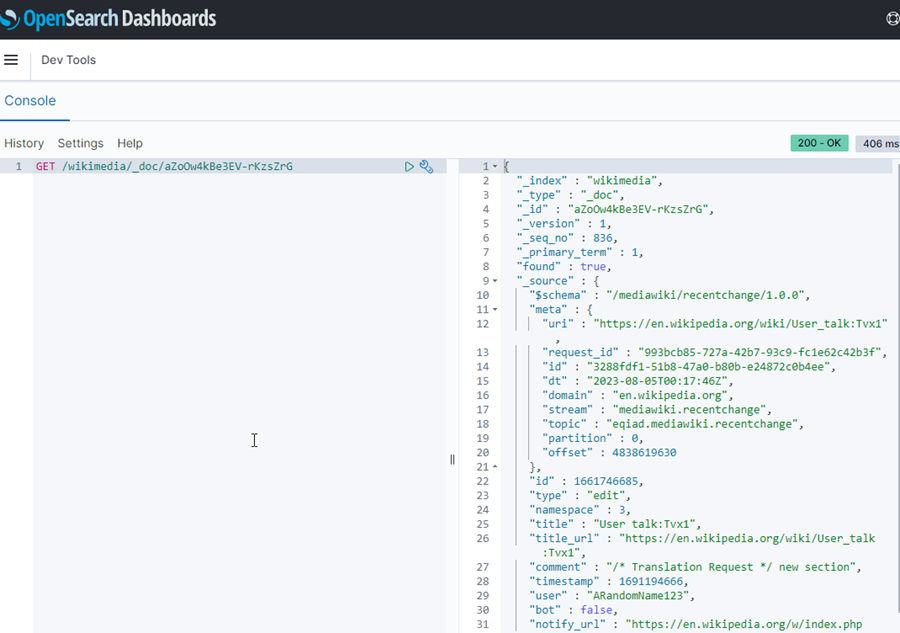 OpenSearch Dashboards
Dev Tools
Console
History Settings Help
200 - OK 406 ms
1 GET /wikimedia/_doc/aZoOw4kBe3EV-rKzsZrG
1 {
2 "_index" : "wikimedia",
3 "_type" : "_doc",
4 "_id" : "aZoOw4kBe3EV-rKzsZrG",
5 "_version" : 1,
6 "_seq_no" : 836,
7 "_primary_term" : 1,
8 "found" : true,
9 "_source" : {
10 "$schema" : "/mediawiki/recentchange/1.0.0",
11 "meta" : {
12 "uri" : "https://en.wikipedia.org/wiki/User_talk:Tvx1"
,
13 "request_id" : "993bcb85-727a-42b7-93c9-fc1e62c42b3f",
14 "id" : "3288fdf1-51b8-47a0-b80b-e24872c0b4ee",
15 "dt" : "2023-08-05T00:17:46Z",
16 "domain" : "en.wikipedia.org",
17 "stream" : "mediawiki.recentchange",
18 "topic" : "eqiad.mediawiki.recentchange",
19 "partition" : 0,
20 "offset" : 4838619630
21 },
22 "id" : 1661746685,
23 "type" : "edit",
24 "namespace" : 3,
25 "title" : "User talk:Tvx1",
26 "title_url" : "https://en.wikipedia.org/wiki/User_talk
:Tvx1",
27 "comment" : "/* Translation Request */ new section",
28 "timestamp" : 1691194666,
29 "user" : "ARandomName123",
30 "bot" : false,
31 "notify_url" : "https://en.wikipedia.org/w/index.php